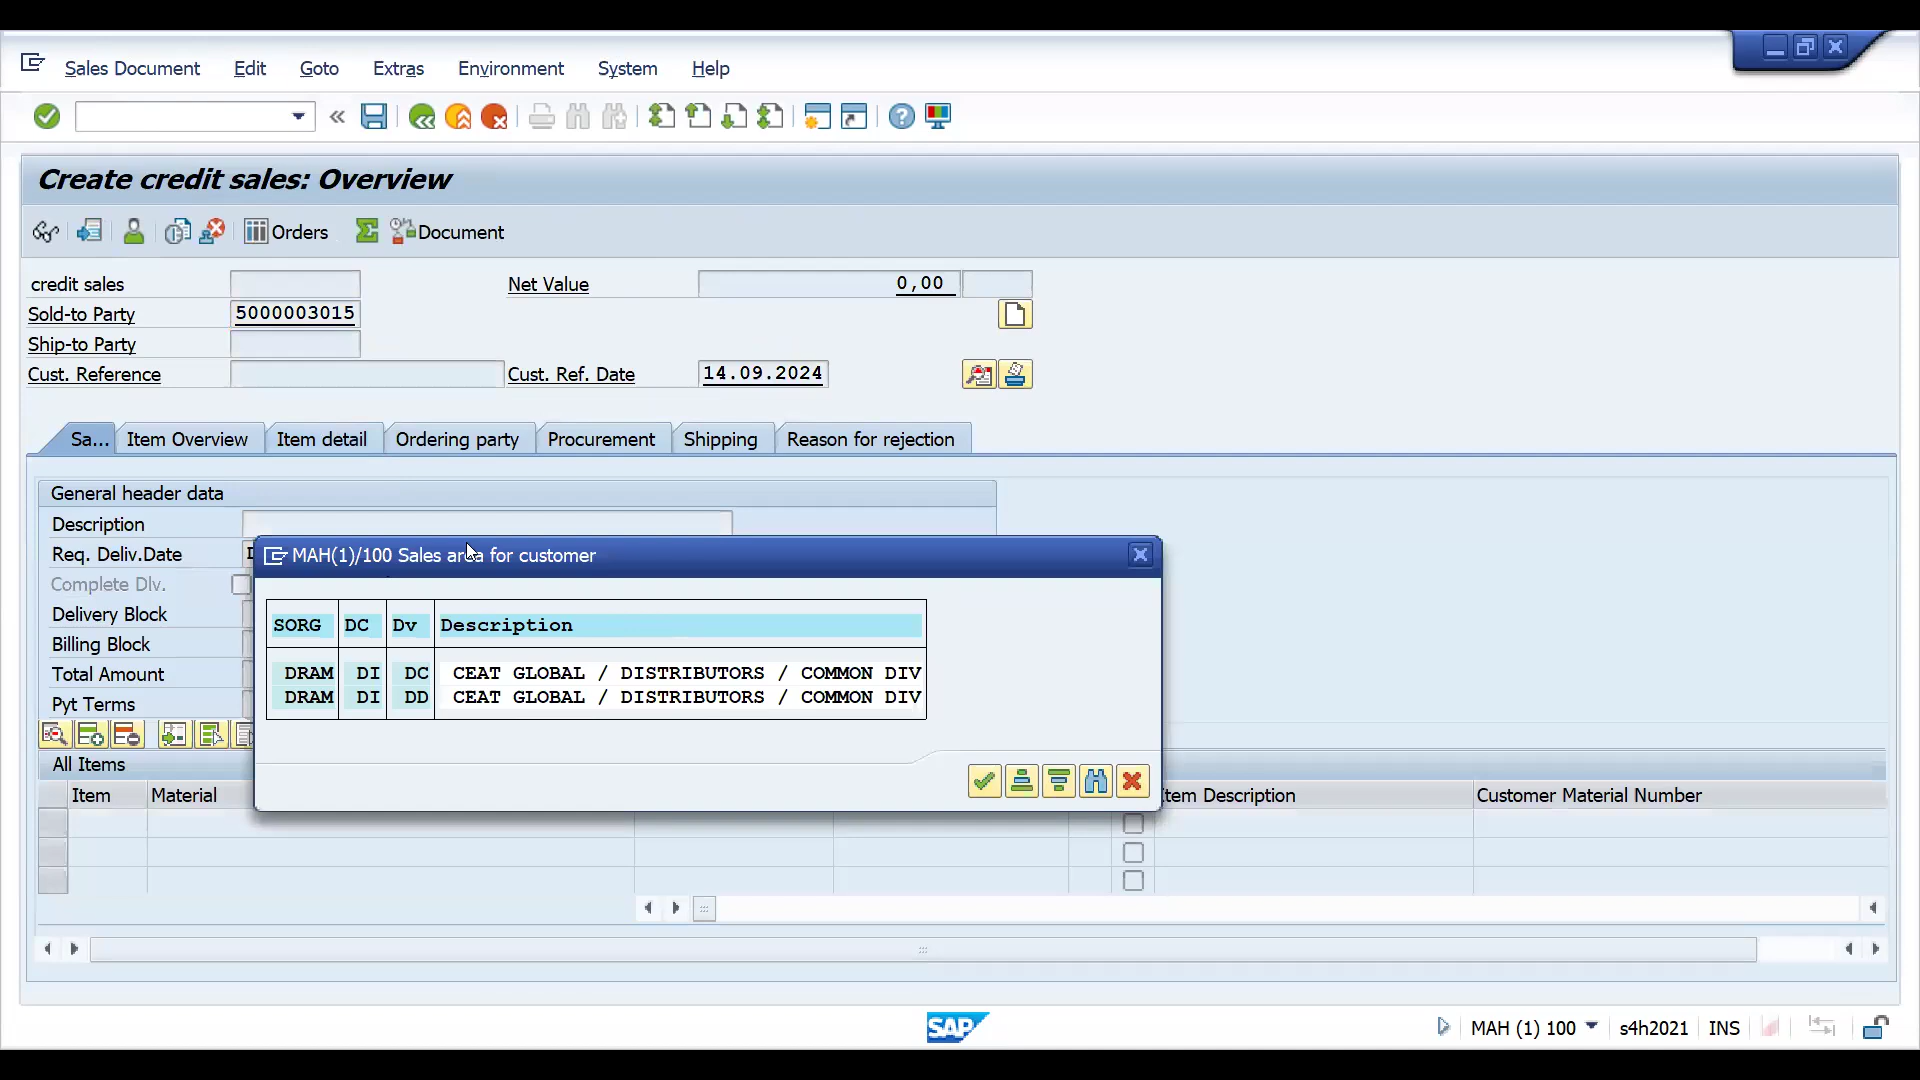 Sales Document Edit Goto Extras Environment System Help
Create credit sales: Overview
Orders Document
credit sales Net Value 0,00
Sold-to Party 5000003015
Ship-to Party
Cust. Reference Cust. Ref. Date 14.09.2024
Sa... Item Overview Item detail Ordering party Procurement Shipping Reason for rejection
General header data
Description
Req. Deliv.Date
Complete Dlv.
Delivery Block
Billing Block
Total Amount
Pyt Terms
MAH(1)/100 Sales area for customer
SORG DC Dv Description
DRAM DI DC CEAT GLOBAL / DISTRIBUTORS / COMMON DIV
DRAM DI DD CEAT GLOBAL / DISTRIBUTORS / COMMON DIV
All Items
Item Material Item Description Customer Material Number
SAP MAH (1) 100 s4h2021 INS